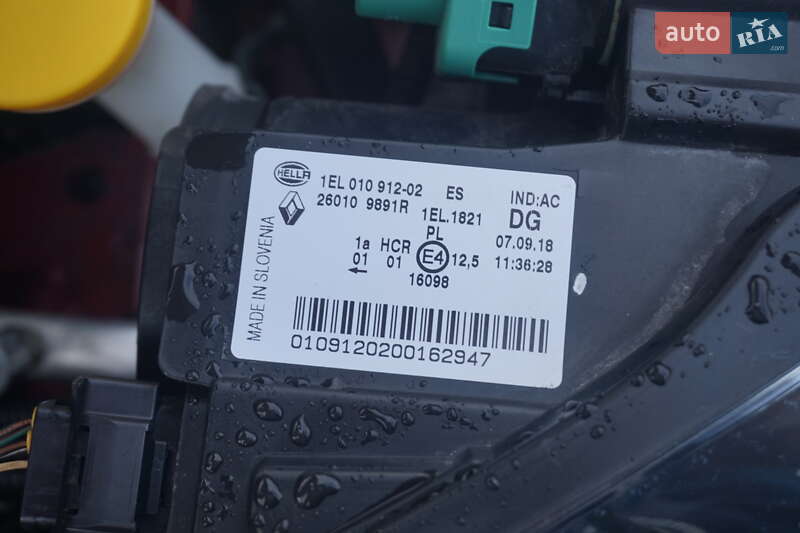 auto RIA .com
HELLA 1EL 010 912-02 ES IND:AC
26010 9891R 1EL.1821 DG
PL 07.09.18
1a HCR E4 12,5 11:36:28
01 01
← 16098
MADE IN SLOVENIA
0109120200162947